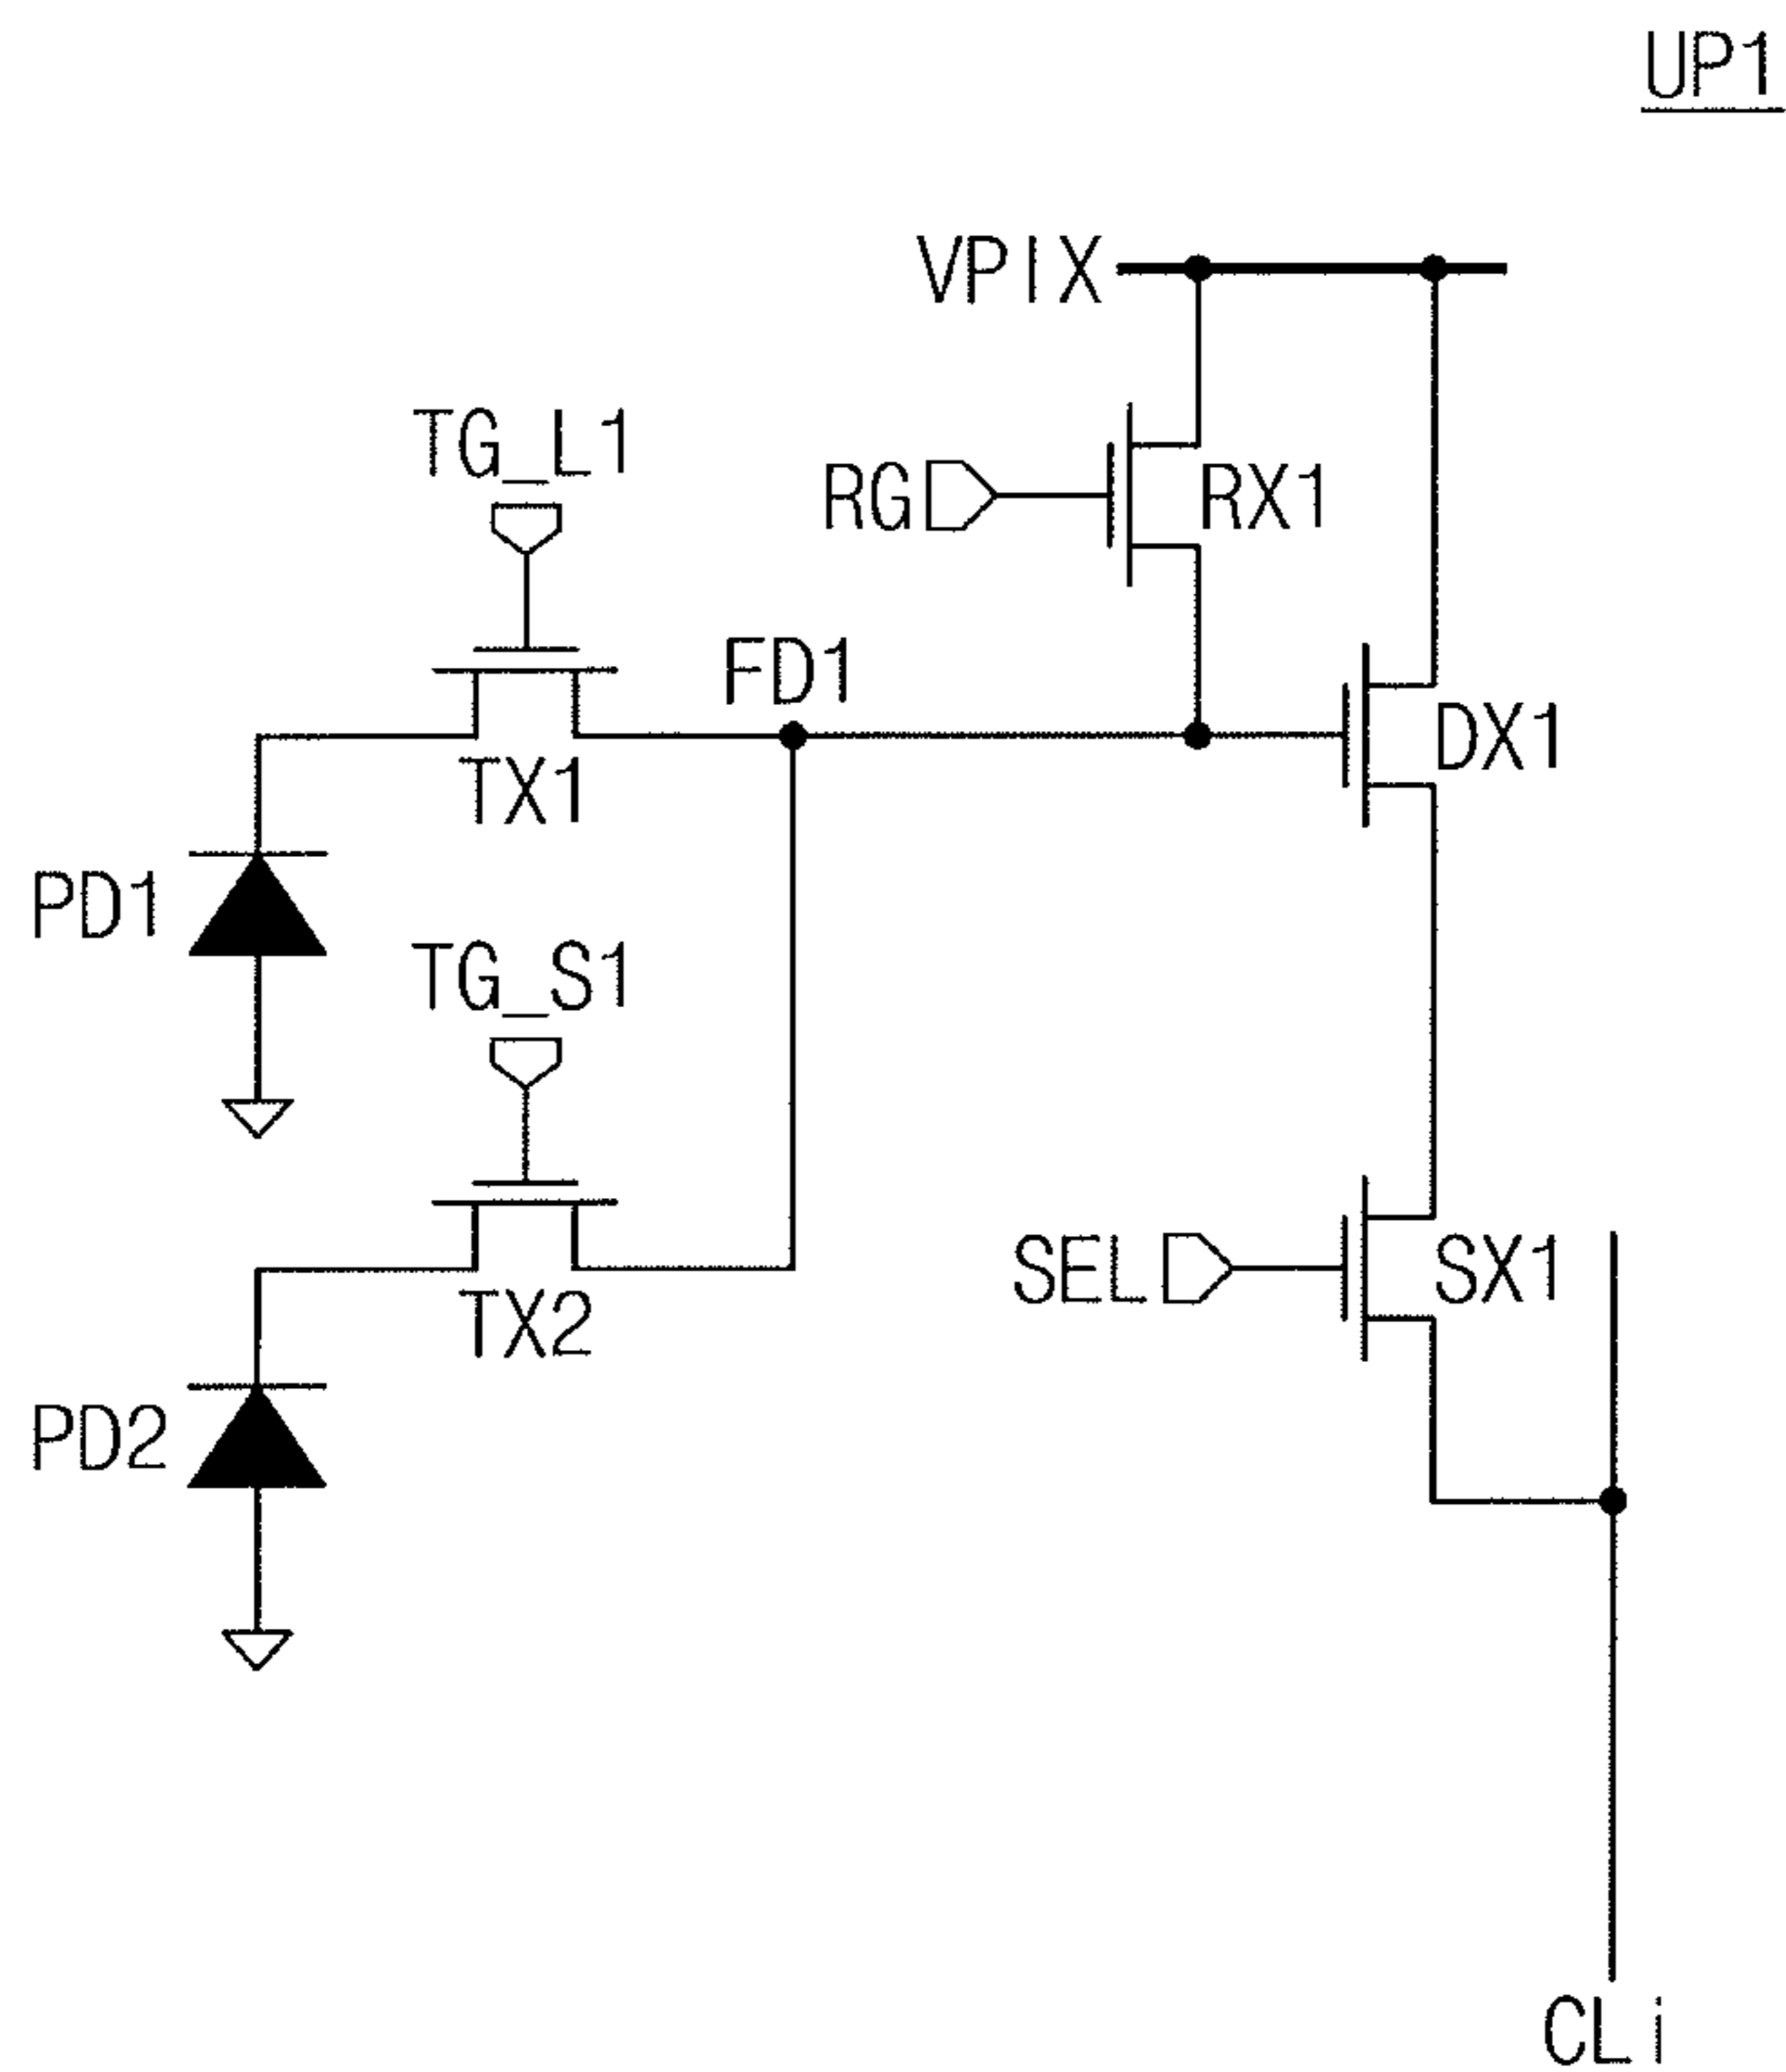 UP1
VPIX
TG_L1
RG
RX1
FD1
DX1
TX1
PD1
TG_S1
SEL
SX1
TX2
PD2
CLi